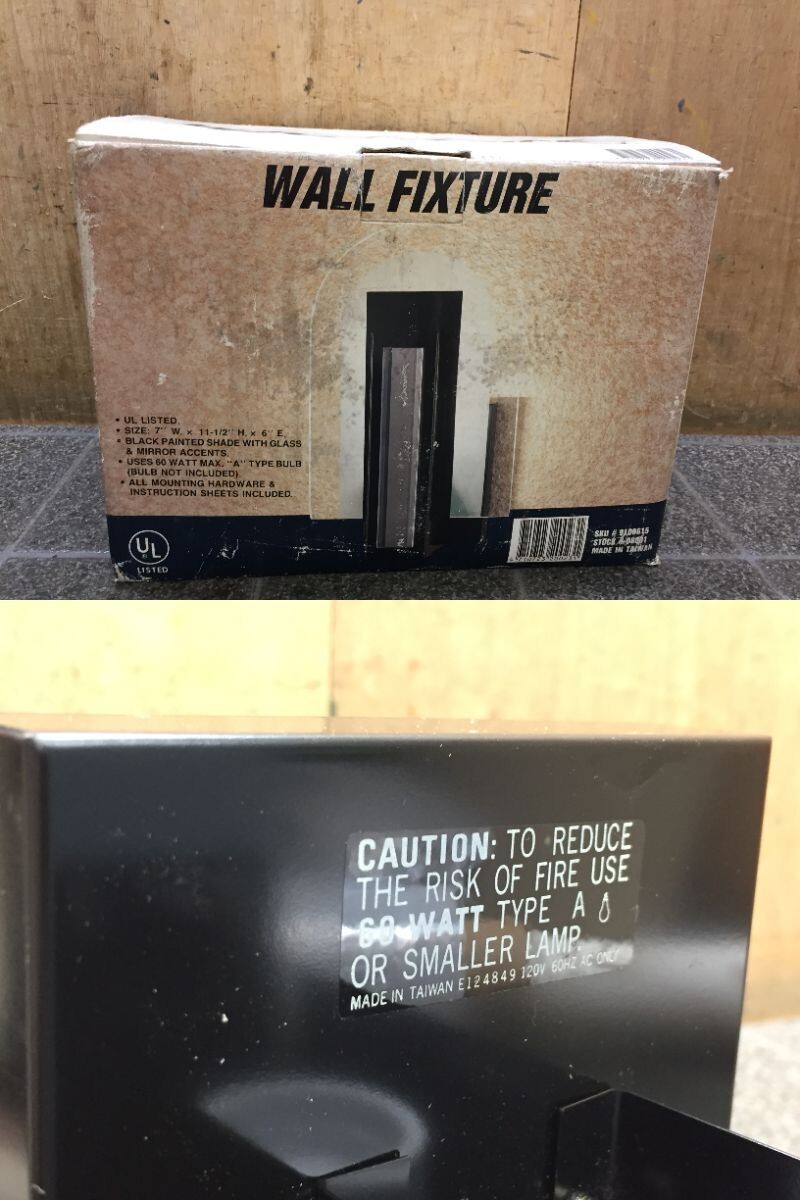 WALL FIXTURE
• UL LISTED.
• SIZE: 7" W. × 11-1/2" H. × 6" E.
• BLACK PAINTED SHADE WITH GLASS
& MIRROR ACCENTS.
• USES 60 WATT MAX. "A" TYPE BULB
(BULB NOT INCLUDED).
• ALL MOUNTING HARDWARE &
INSTRUCTION SHEETS INCLUDED.
UL
LISTED
SKU #
STOCK #
MADE IN TAIWAN
CAUTION: TO REDUCE
THE RISK OF FIRE USE
60 WATT TYPE A
OR SMALLER LAMP.
MADE IN TAIWAN E124849 120V 60HZ AC ONLY